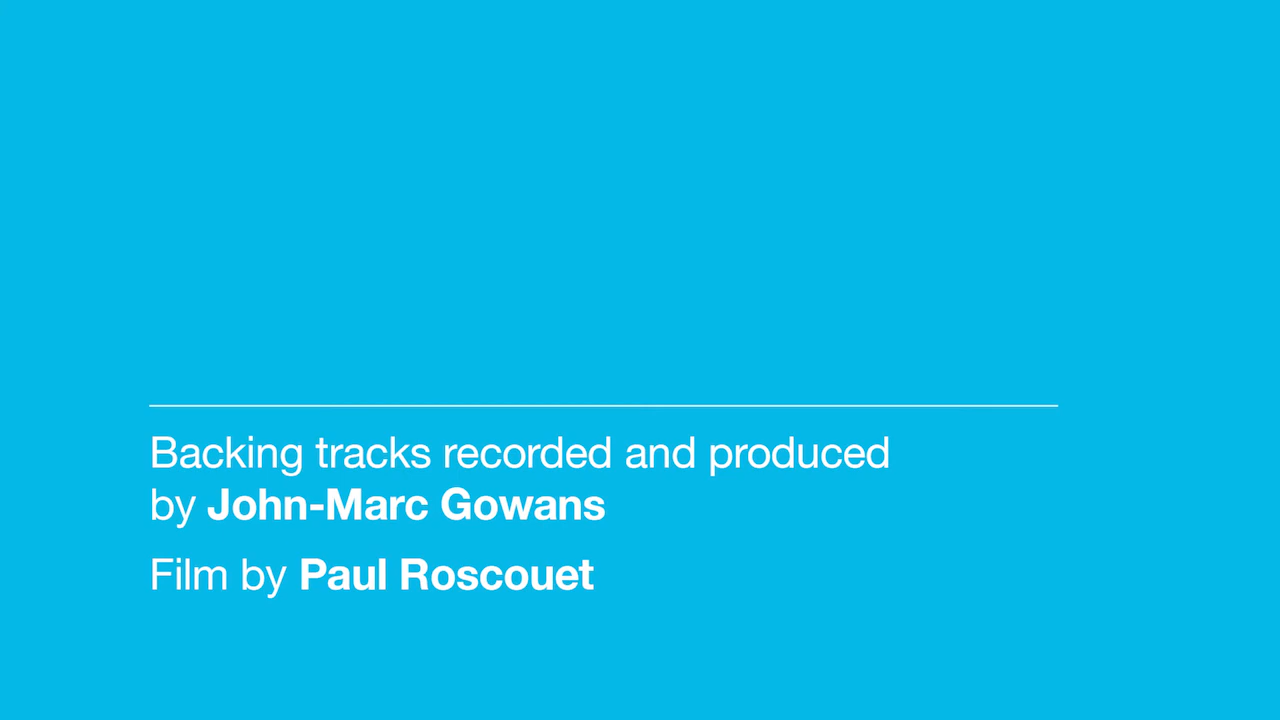 Backing tracks recorded and produced
by John-Marc Gowans
Film by Paul Roscouet